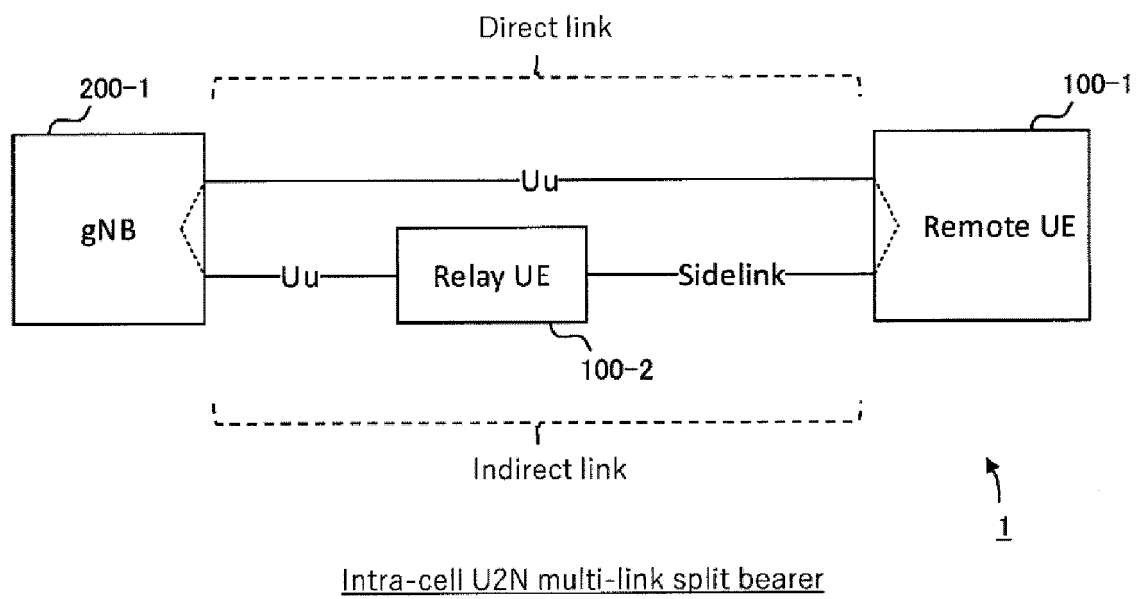 Direct link
200-1
100-1
Uu
gNB
Remote UE
Uu
Relay UE
Sidelink
100-2
Indirect link
1
Intra-cell U2N multi-link split bearer